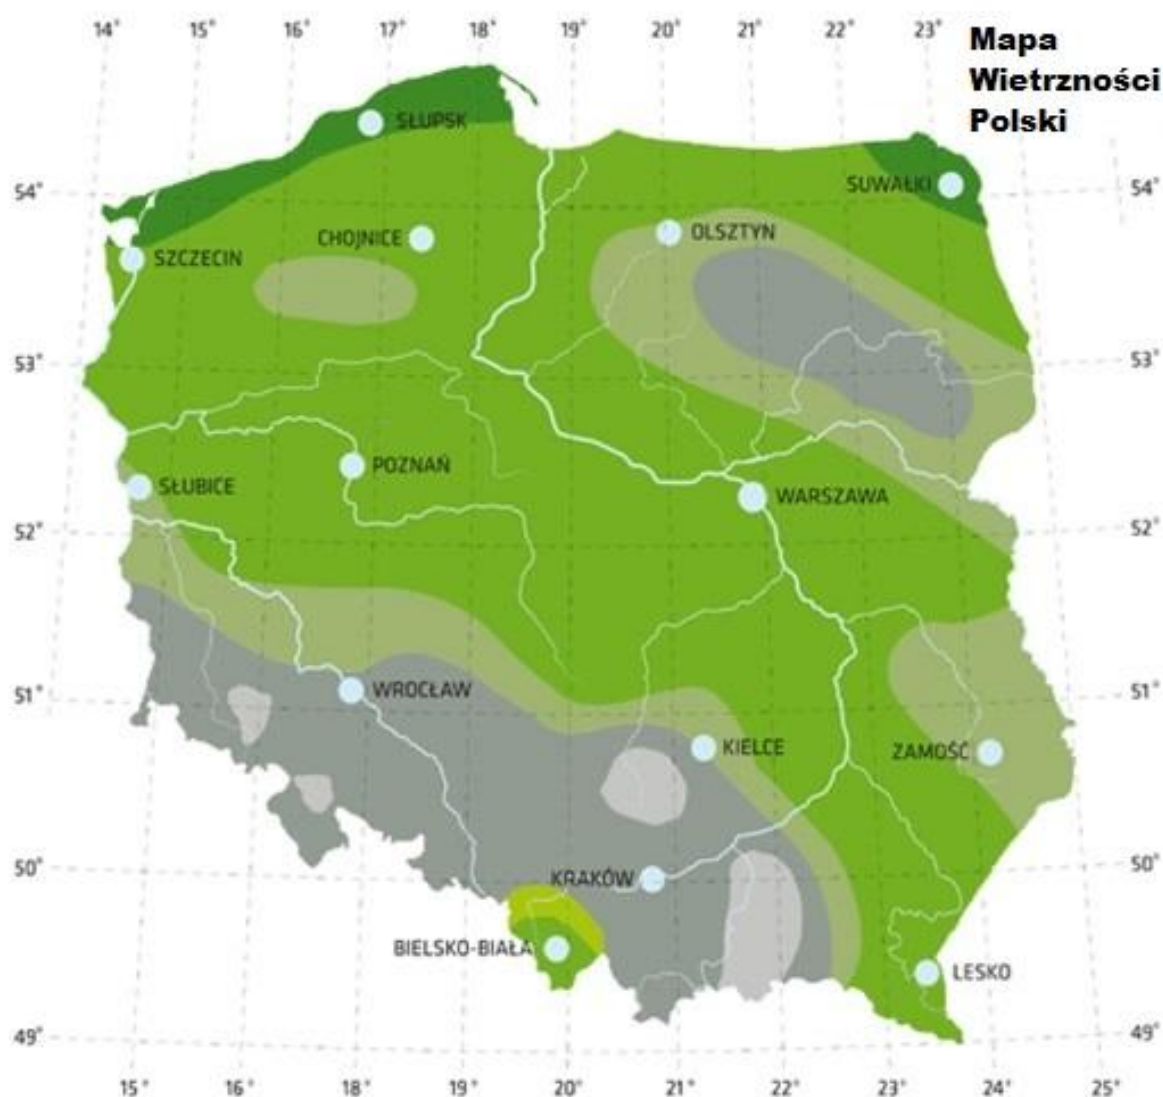 14° 15° 16° 17° 18° 19° 20° 21° 22° 23°
Mapa
Wietrzności
Polski
SŁUPSK
54° SUWAŁKI 54°
CHOJNICE OLSZTYN
SZCZECIN
53° 53°
POZNAŃ
SŁUBICE WARSZAWA
52° 52°
51° WROCŁAW 51°
KIELCE ZAMOŚĆ
50° 50°
KRAKÓW
BIELSKO-BIAŁA
LESKO
49° 49°
15° 16° 18° 19° 20° 21° 22° 23° 24° 25°